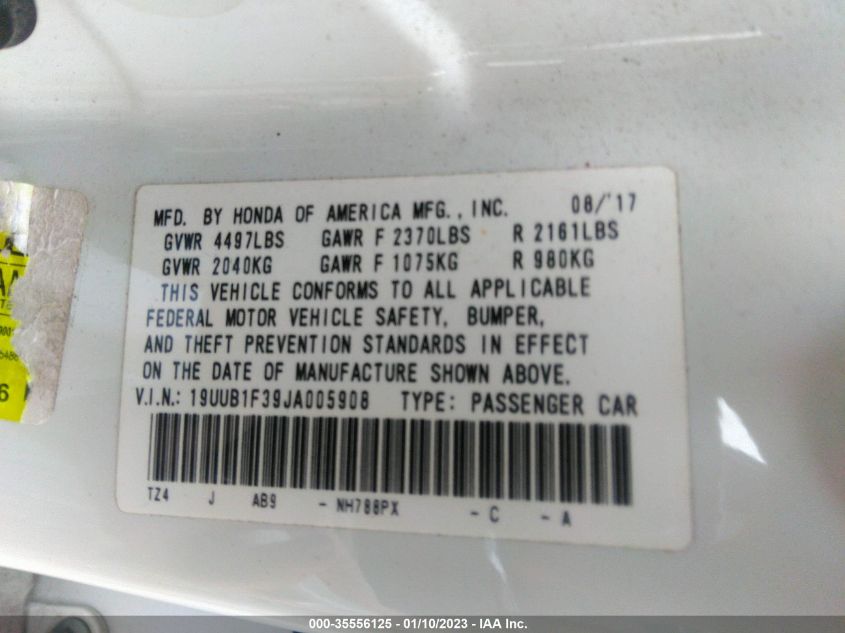 MFD. BY HONDA OF AMERICA MFG., INC. 08/'17
GVWR 4497LBS GAWR F 2370LBS R 2161LBS
GVWR 2040KG GAWR F 1075KG R 980KG
THIS VEHICLE CONFORMS TO ALL APPLICABLE
FEDERAL MOTOR VEHICLE SAFETY, BUMPER,
AND THEFT PREVENTION STANDARDS IN EFFECT
ON THE DATE OF MANUFACTURE SHOWN ABOVE.
V.I.N.: 19UUB1F39JA005908 TYPE: PASSENGER CAR
TZ4 J AB9 - NH788PX - C - A
6
000-35556125 - 01/10/2023 - IAA Inc.